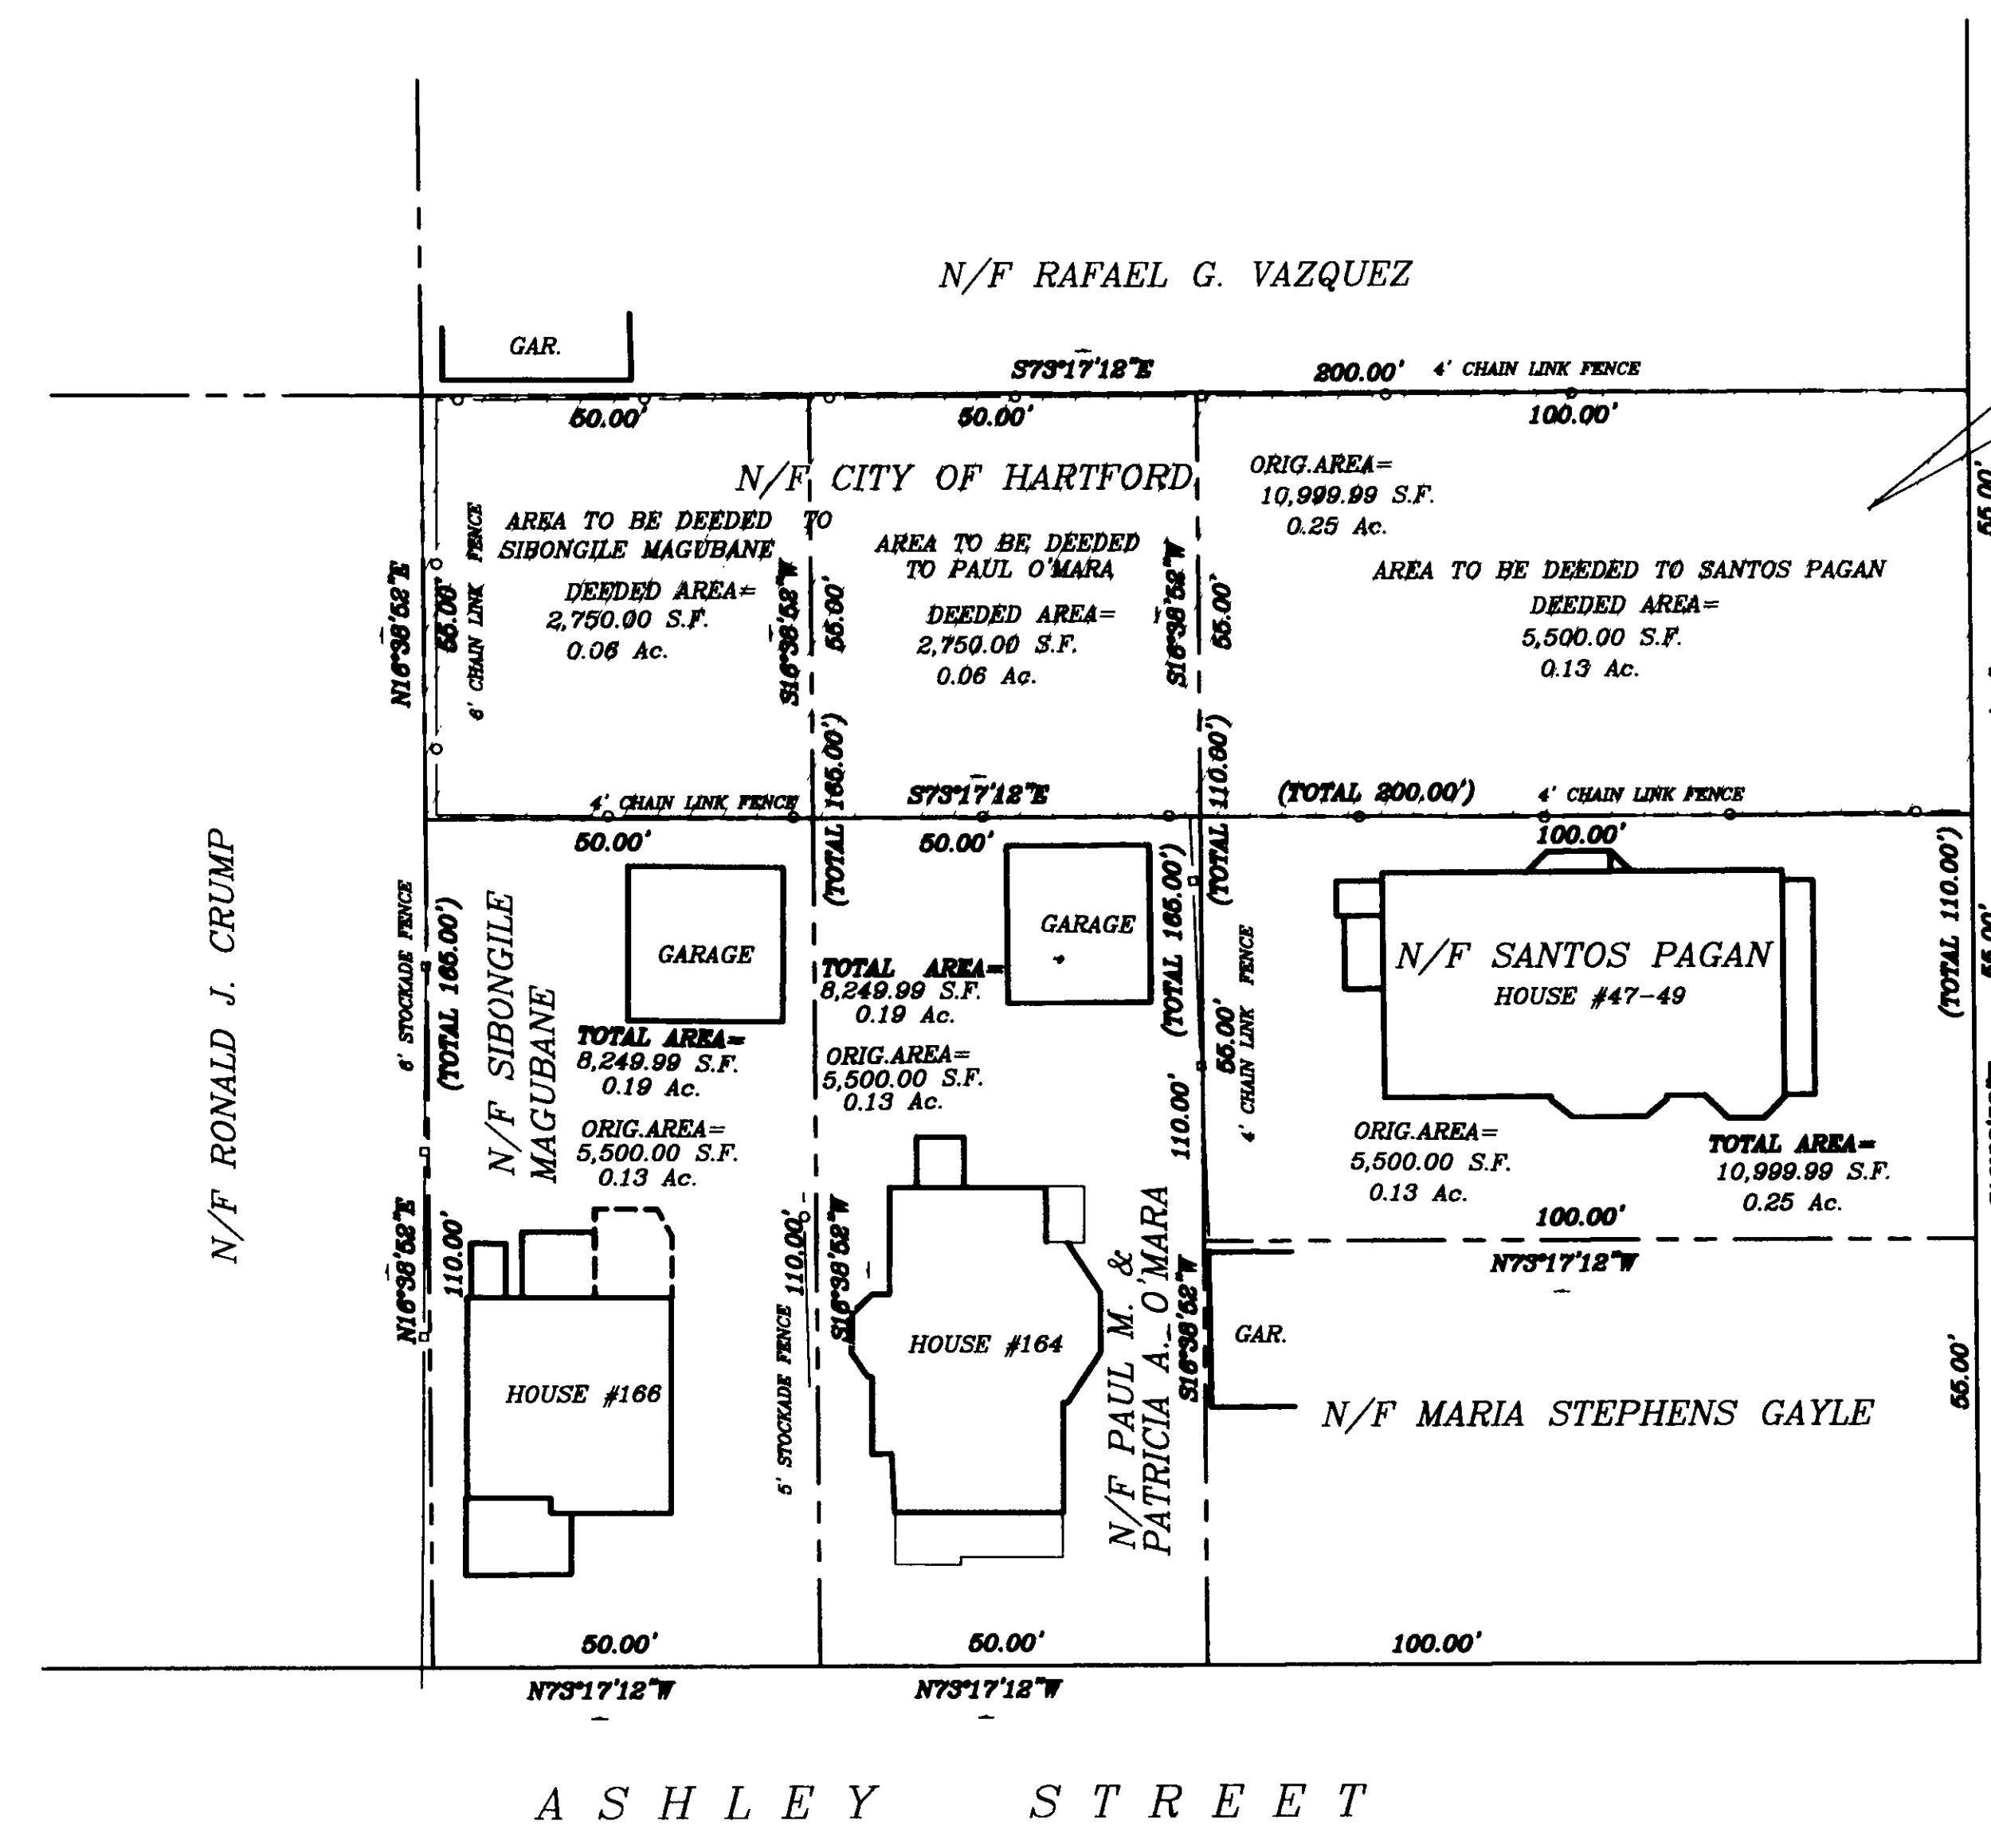 N/F RAFAEL G. VAZQUEZ
GAR.
S73°17'12"E
200.00'
4' CHAIN LINK FENCE
50.00'
50.00'
100.00'
N/F CITY OF HARTFORD
ORIG.AREA=
10,999.99 S.F.
0.25 Ac.
AREA TO BE DEEDED TO
SIBONGILE MAGUBANE
DEEDED AREA=
2,750.00 S.F.
0.06 Ac.
AREA TO BE DEEDED
TO PAUL O'MARA
DEEDED AREA=
2,750.00 S.F.
0.06 Ac.
AREA TO BE DEEDED TO SANTOS PAGAN
DEEDED AREA=
5,500.00 S.F.
0.13 Ac.
N16°38'52"E
55.00'
6' CHAIN LINK FENCE
S16°38'52"W
55.00'
(TOTAL 165.00')
S16°38'52"W
55.00'
(TOTAL 110.00')
55.00'
4' CHAIN LINK FENCE
S73°17'12"E
(TOTAL 200.00')
4' CHAIN LINK FENCE
50.00'
50.00'
100.00'
N/F RONALD J. CRUMP
6' STOCKADE FENCE
(TOTAL 165.00')
N/F SIBONGILE
MAGUBANE
GARAGE
TOTAL AREA=
8,249.99 S.F.
0.19 Ac.
ORIG.AREA=
5,500.00 S.F.
0.13 Ac.
GARAGE
TOTAL AREA=
8,249.99 S.F.
0.19 Ac.
ORIG.AREA=
5,500.00 S.F.
0.13 Ac.
(TOTAL 165.00')
110.00'
55.00'
4' CHAIN LINK FENCE
N/F SANTOS PAGAN
HOUSE #47-49
(TOTAL 110.00')
55.00'
ORIG.AREA=
5,500.00 S.F.
0.13 Ac.
TOTAL AREA=
10,999.99 S.F.
0.25 Ac.
100.00'
N73°17'12"W
N16°38'52"E
110.00'
HOUSE #166
110.00'
5' STOCKADE FENCE
S16°38'52"W
HOUSE #164
N/F PAUL M. &
PATRICIA A. O'MARA
S16°38'52"W
GAR.
N/F MARIA STEPHENS GAYLE
55.00'
50.00'
50.00'
100.00'
N73°17'12"W
N73°17'12"W
ASHLEY STREET